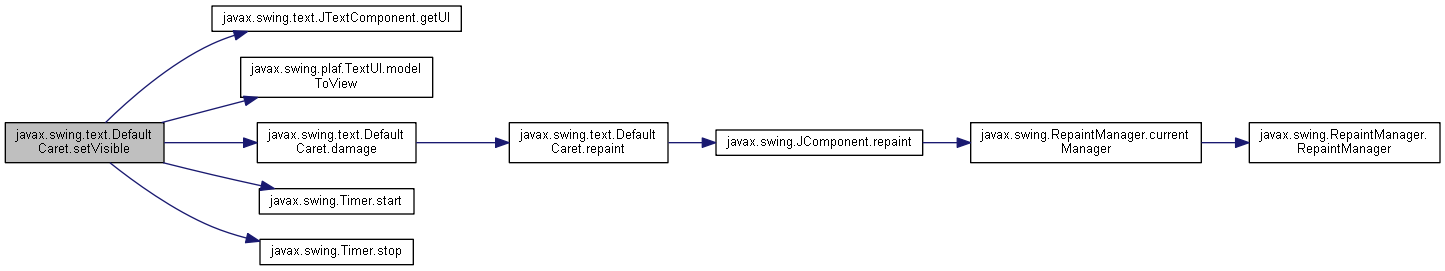 javax.swing.text.JTextComponent.getUI
javax.swing.plaf.TextUI.model
ToView
javax.swing.text.Default
Caret.setVisible
javax.swing.text.Default
Caret.damage
javax.swing.text.Default
Caret.repaint
javax.swing.JComponent.repaint
javax.swing.RepaintManager.current
Manager
javax.swing.RepaintManager.
RepaintManager
javax.swing.Timer.start
javax.swing.Timer.stop